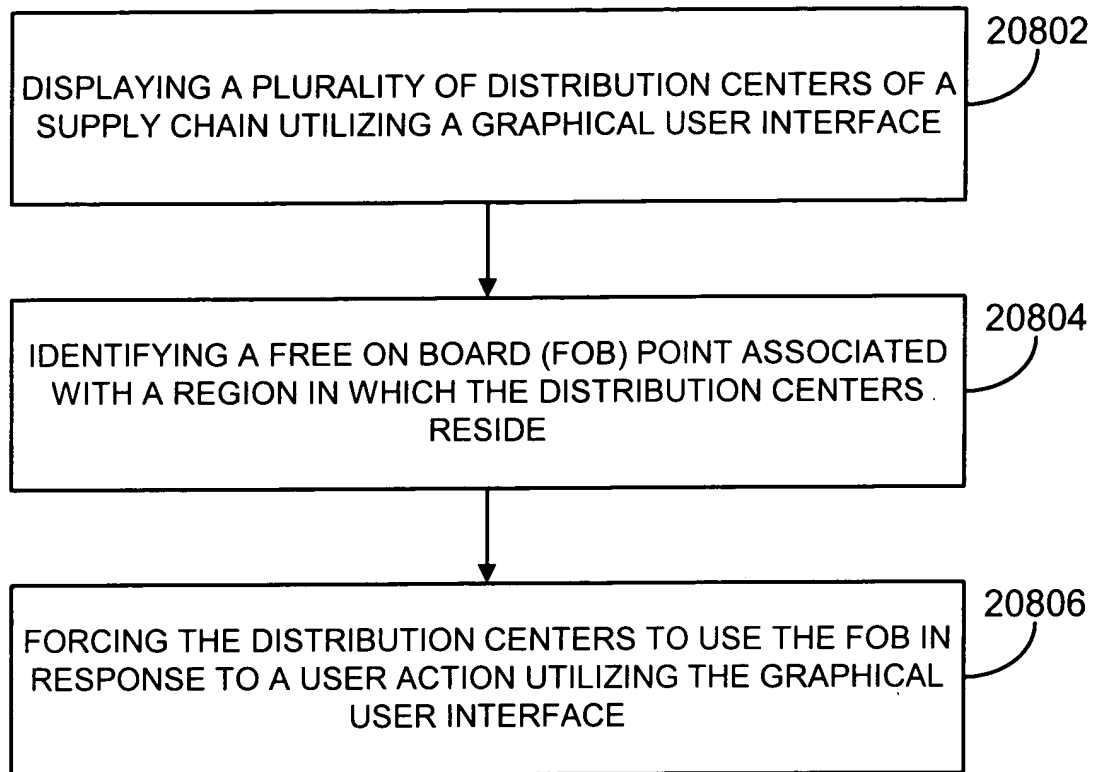 20802
DISPLAYING A PLURALITY OF DISTRIBUTION CENTERS OF A
SUPPLY CHAIN UTILIZING A GRAPHICAL USER INTERFACE
20804
IDENTIFYING A FREE ON BOARD (FOB) POINT ASSOCIATED
WITH A REGION IN WHICH THE DISTRIBUTION CENTERS
RESIDE
20806
FORCING THE DISTRIBUTION CENTERS TO USE THE FOB IN
RESPONSE TO A USER ACTION UTILIZING THE GRAPHICAL
USER INTERFACE